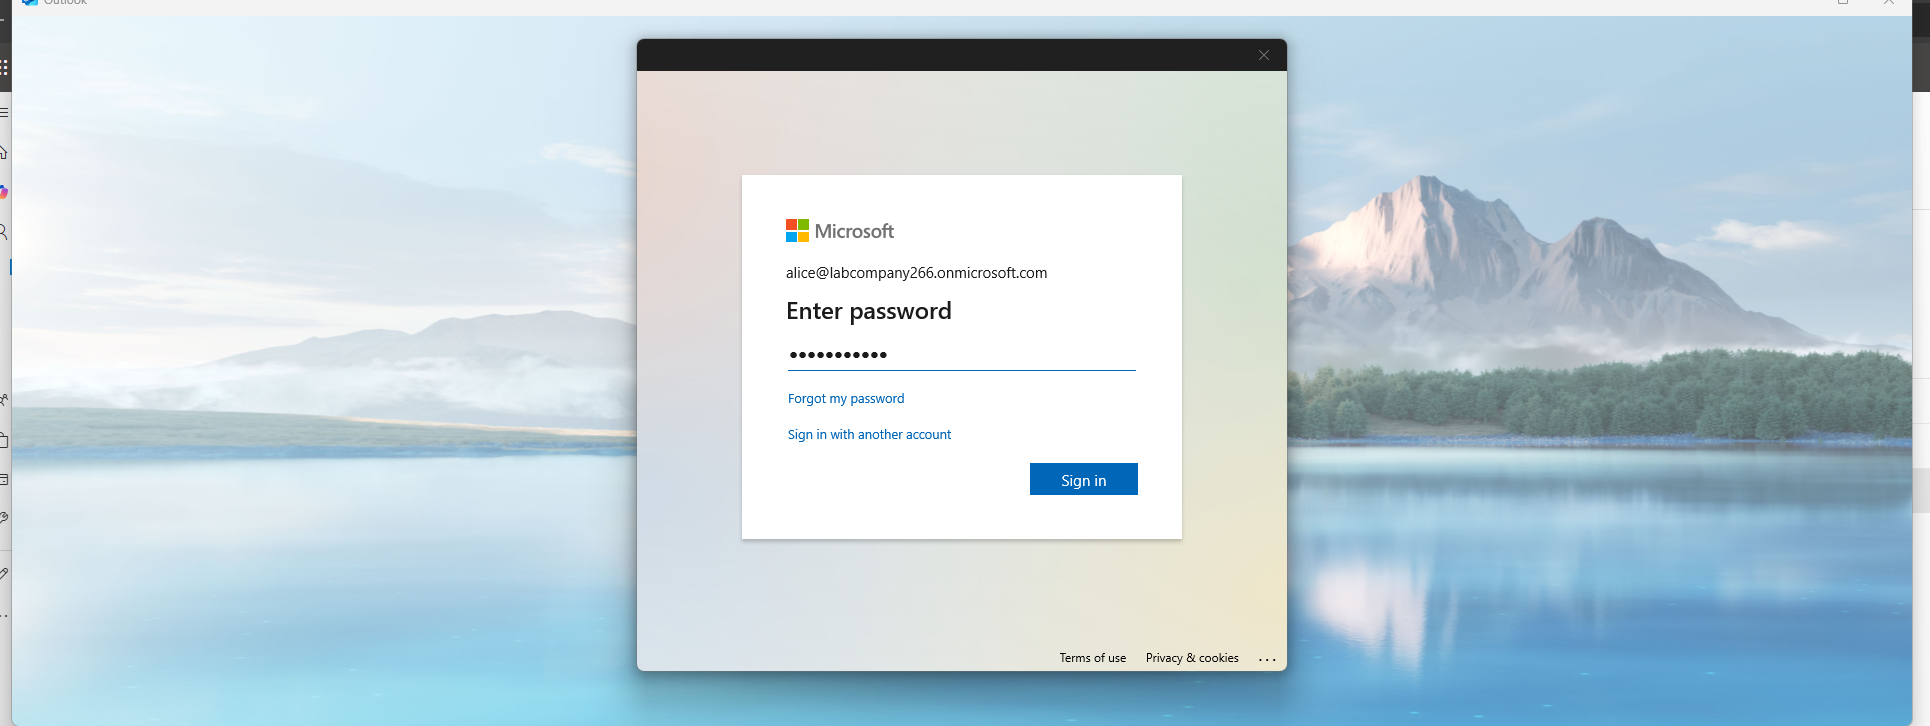 Outlook
Microsoft
alice@labcompany266.onmicrosoft.com
Enter password
•••••••••••
Forgot my password
Sign in with another account
Sign in
Terms of use
Privacy & cookies
...